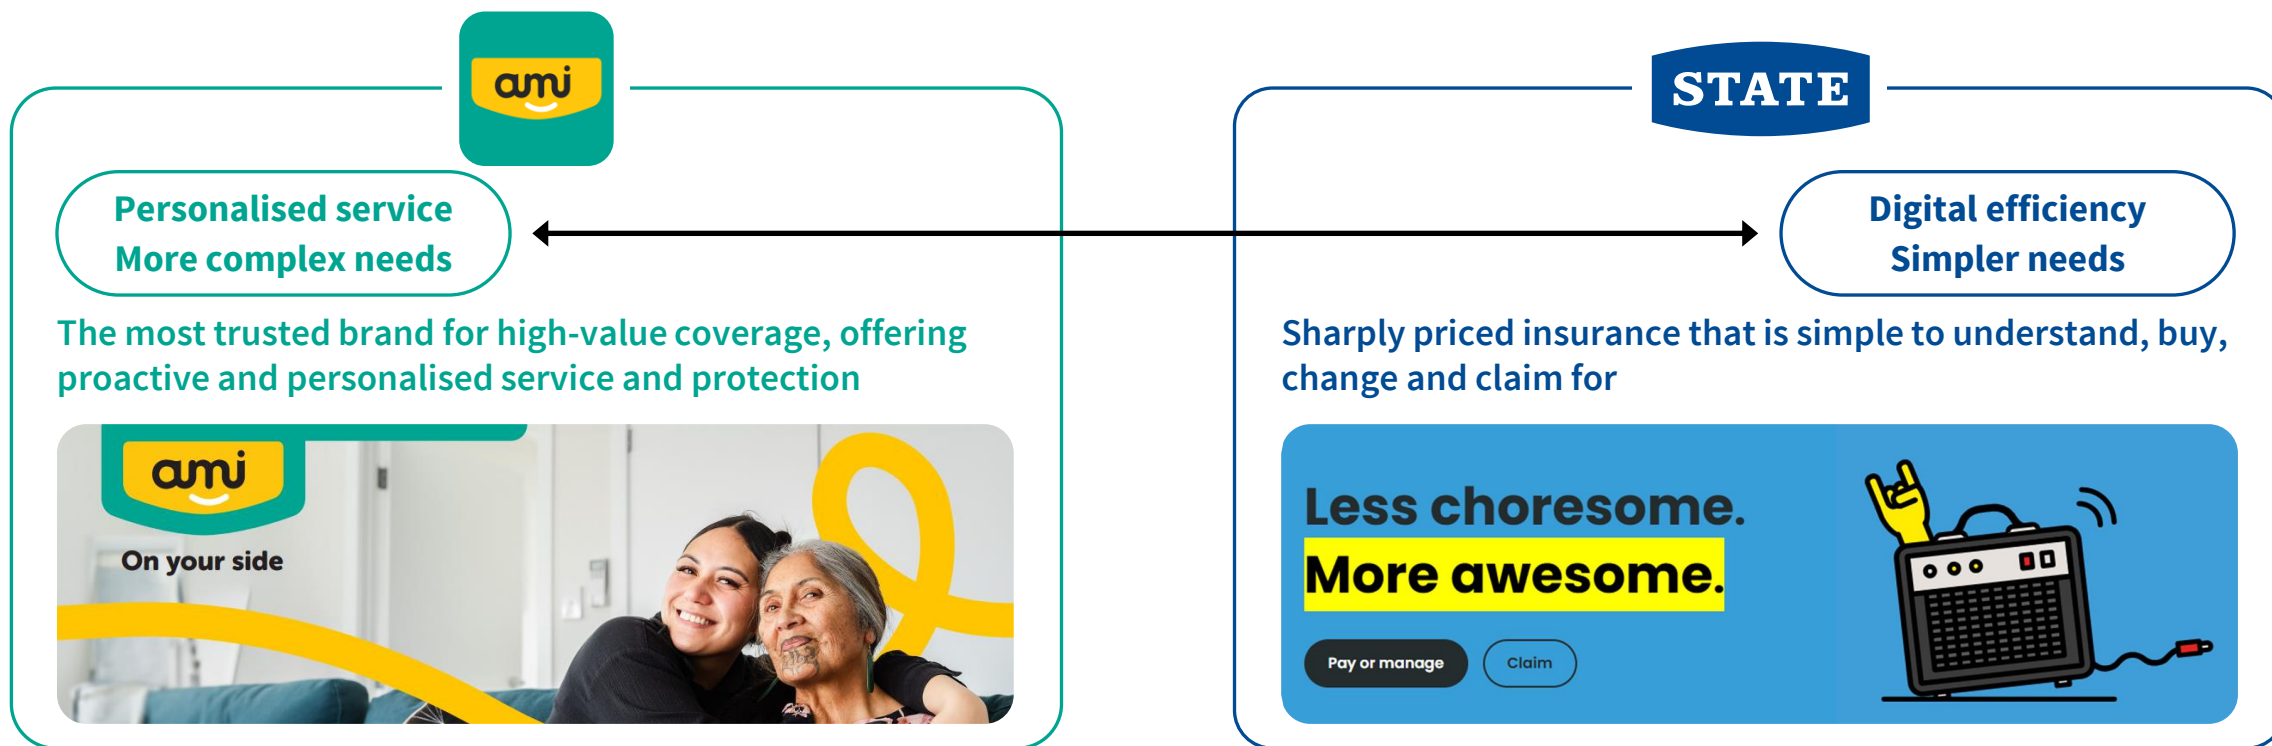 ami
Personalised service
More complex needs
The most trusted brand for high-value coverage, offering
proactive and personalised service and protection
ami
On your side
STATE
Digital efficiency
Simpler needs
Sharply priced insurance that is simple to understand, buy,
change and claim for
Less choresome.
More awesome.
Pay or manage
Claim